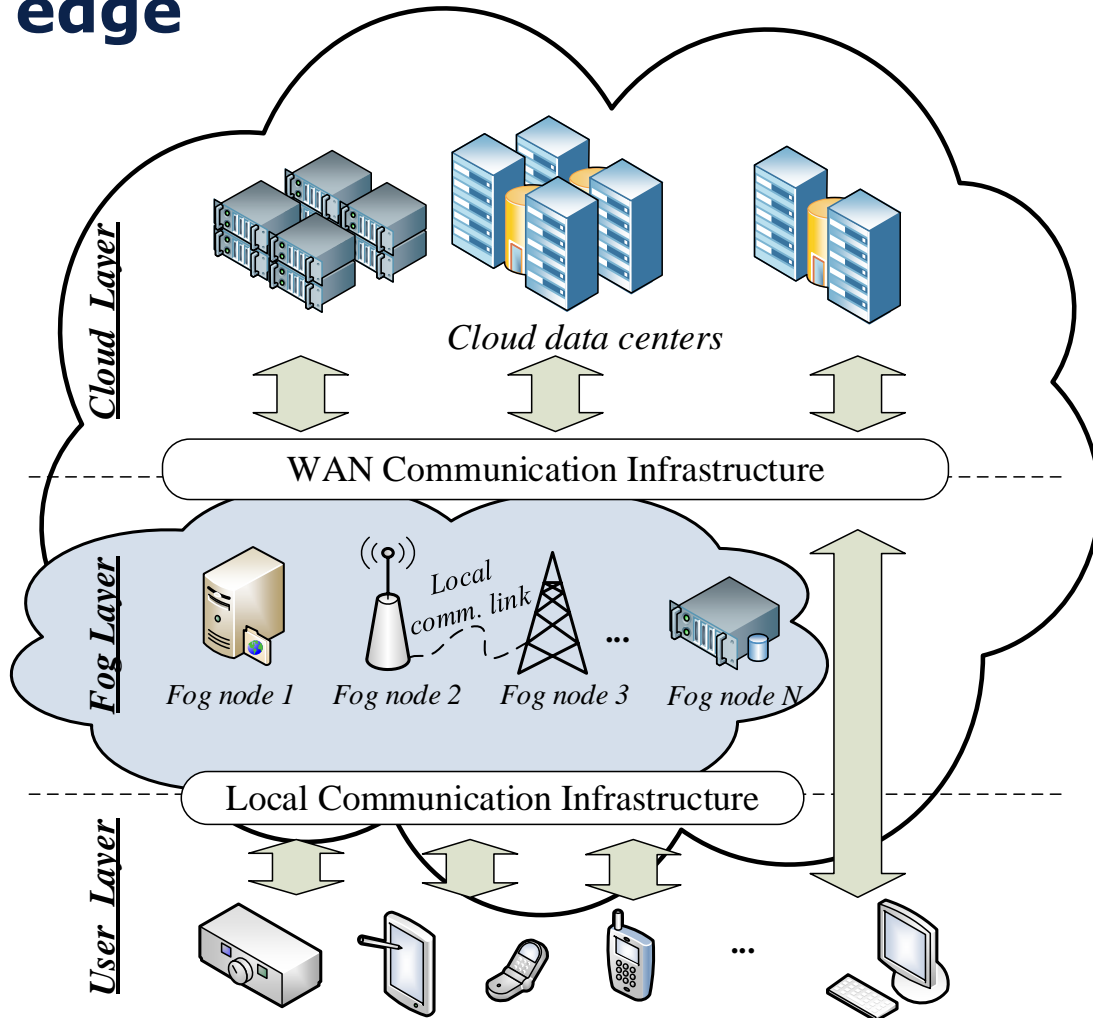 edge
Cloud Layer
Cloud data centers
WAN Communication Infrastructure
Fog Layer
Local
comm. link
...
Fog node 1
Fog node 2
Fog node 3
Fog node N
Local Communication Infrastructure
User Layer
...